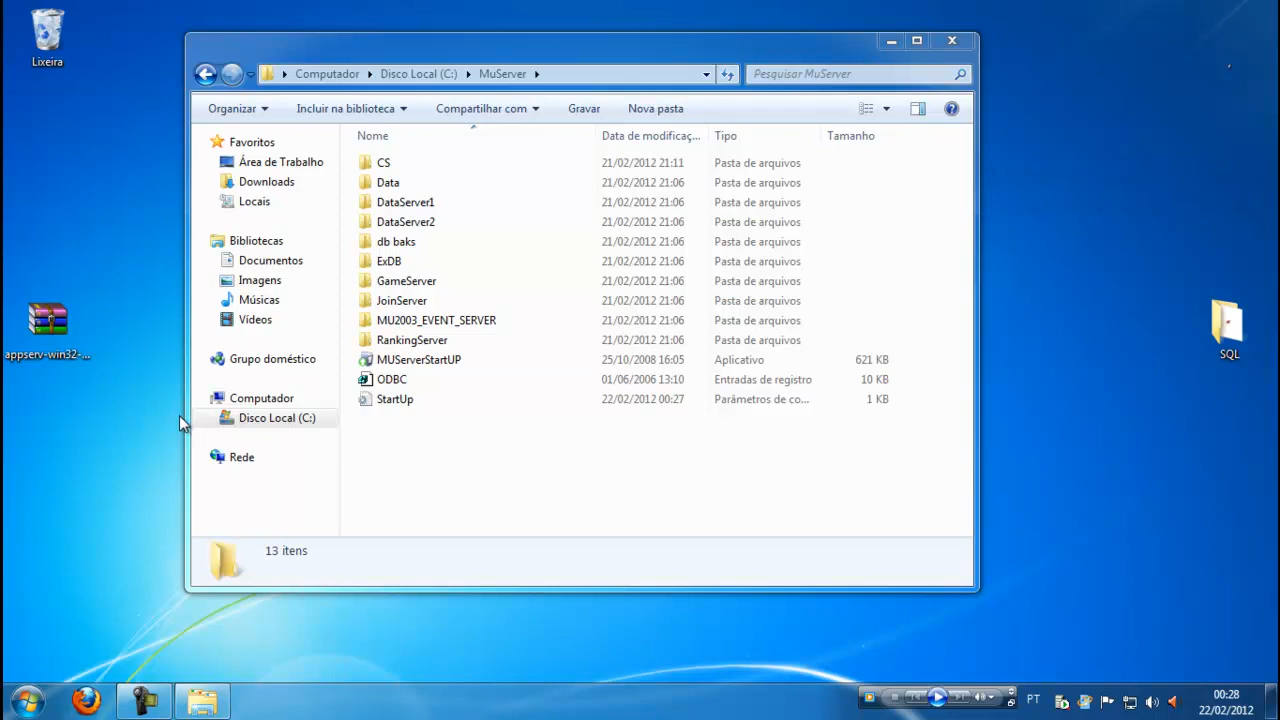 Lixeira
appserv-win32-...
SQL
Computador Disco Local (C:) MuServer
Pesquisar MuServer
Organizar Incluir na biblioteca Compartilhar com Gravar Nova pasta
Favoritos
Área de Trabalho
Downloads
Locais
Bibliotecas
Documentos
Imagens
Músicas
Vídeos
Grupo doméstico
Computador
Disco Local (C:)
Rede
Nome Data de modificaç... Tipo Tamanho
CS 21/02/2012 21:11 Pasta de arquivos
Data 21/02/2012 21:06 Pasta de arquivos
DataServer1 21/02/2012 21:06 Pasta de arquivos
DataServer2 21/02/2012 21:06 Pasta de arquivos
db baks 21/02/2012 21:06 Pasta de arquivos
ExDB 21/02/2012 21:06 Pasta de arquivos
GameServer 21/02/2012 21:06 Pasta de arquivos
JoinServer 21/02/2012 21:06 Pasta de arquivos
MU2003_EVENT_SERVER 21/02/2012 21:06 Pasta de arquivos
RankingServer 21/02/2012 21:06 Pasta de arquivos
MUServerStartUP 25/10/2008 16:05 Aplicativo 621 KB
ODBC 01/06/2006 13:10 Entradas de registro 10 KB
StartUp 22/02/2012 00:27 Parâmetros de co... 1 KB
13 itens
PT
00:28
22/02/2012